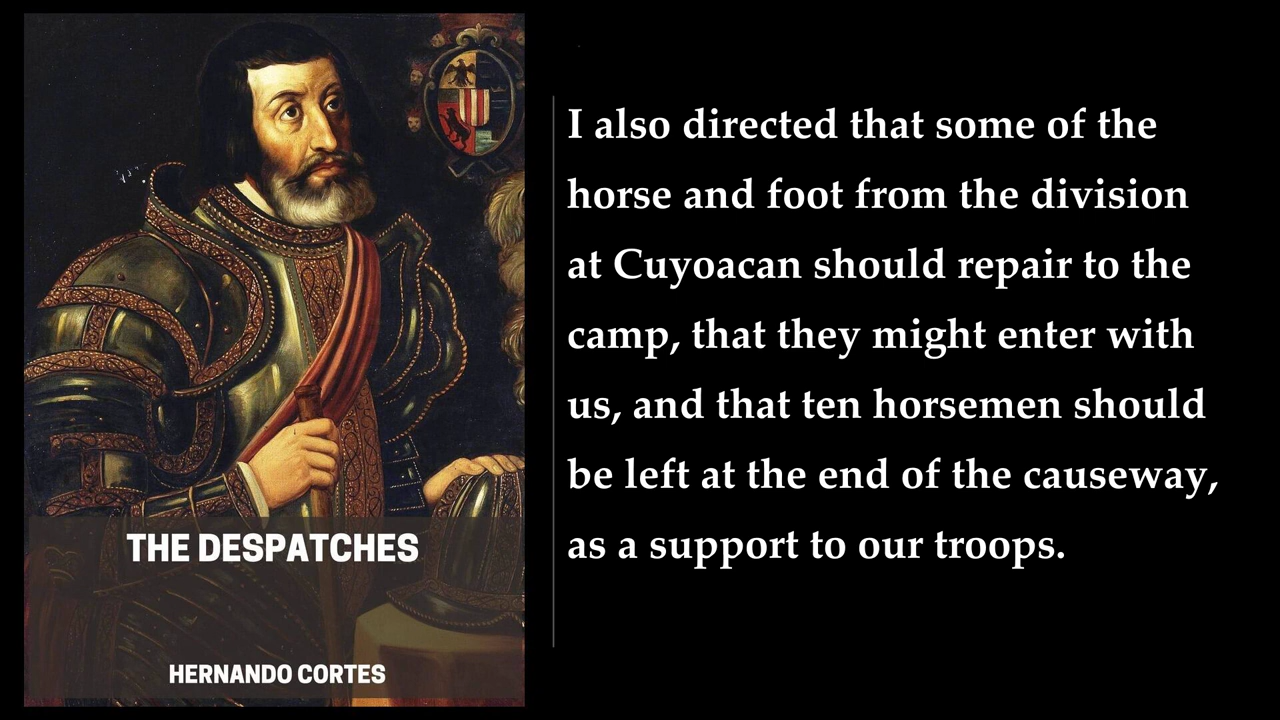 THE DESPATCHES
HERNANDO CORTES
I also directed that some of the
horse and foot from the division
at Cuyoacan should repair to the
camp, that they might enter with
us, and that ten horsemen should
be left at the end of the causeway,
as a support to our troops.